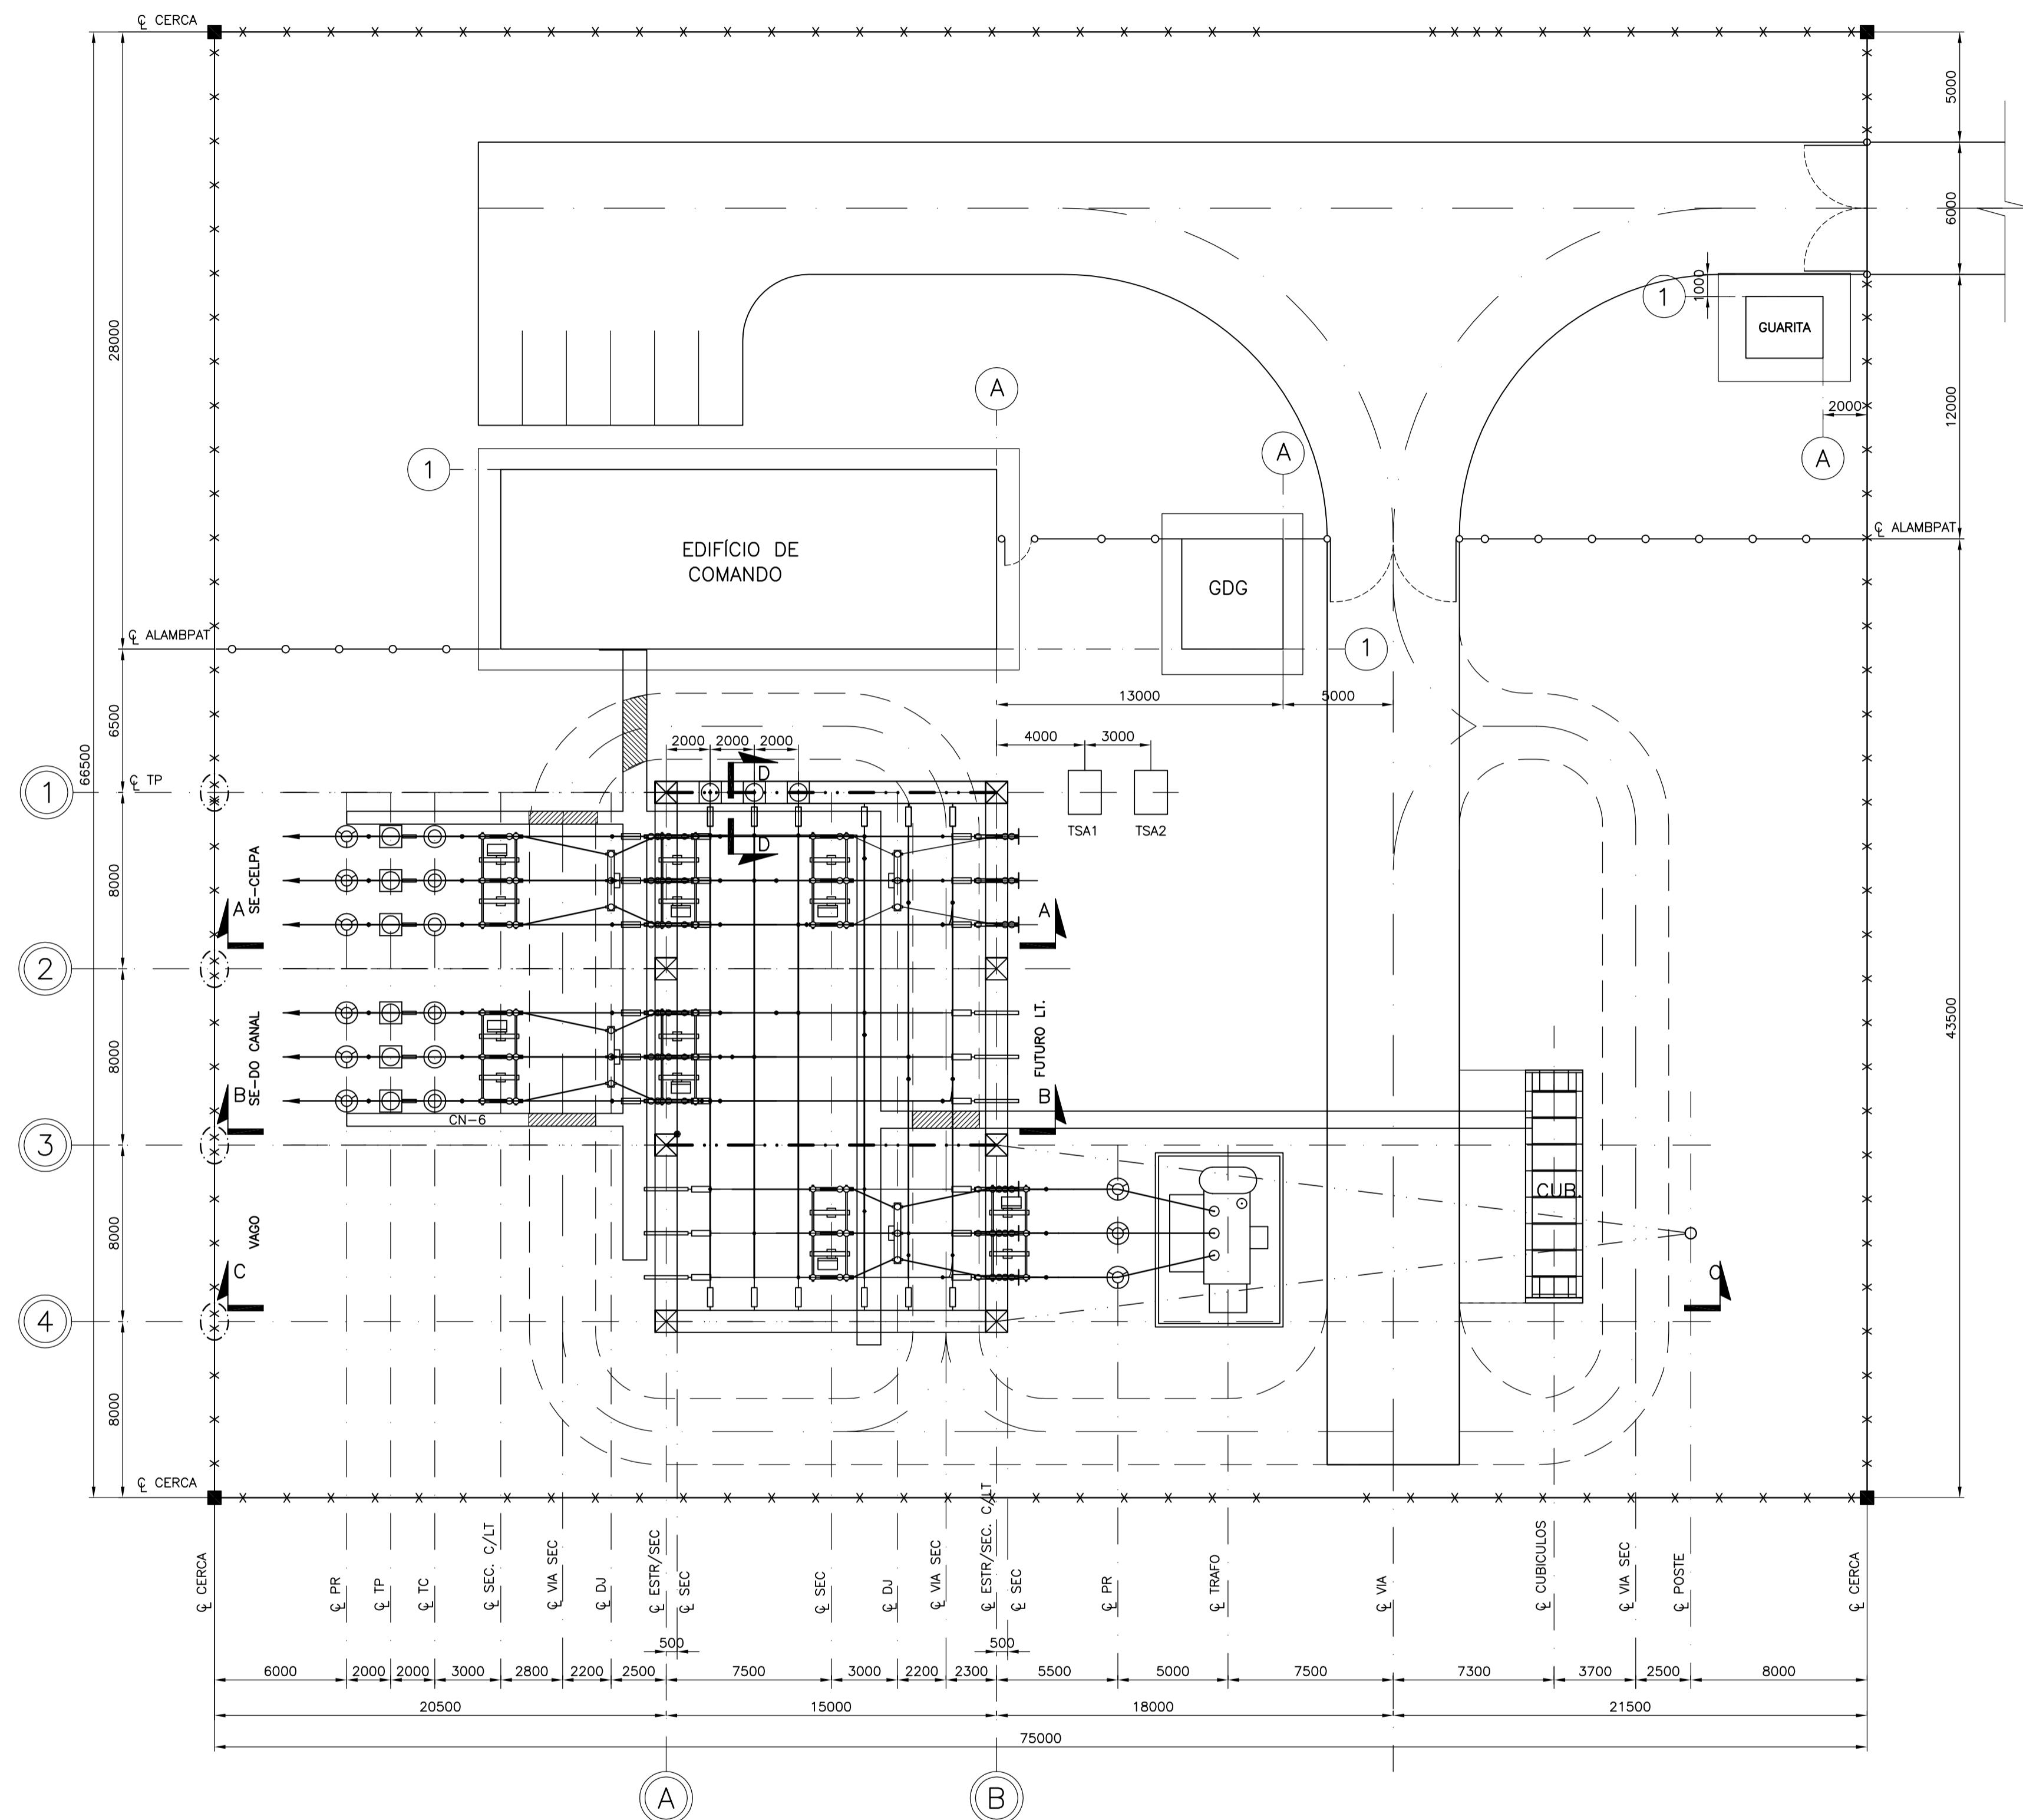 ℄ CERCA
5000
6000
1000
1
GUARITA
28000
A
2000
12000
A
A
1
℄ ALAMBPAT
EDIFÍCIO DE
COMANDO
GDG
℄ ALAMBPAT
1
13000
5000
6500
66500
2000
2000
2000
4000
3000
℄ TP
1
D
TSA1
TSA2
D
8000
SE-CELPA
A
A
2
43500
8000
SE-DO CANAL
FUTURO LT.
B
B
CN-6
3
CUB.
8000
VAGO
C
C
4
8000
℄ CERCA
℄ CERCA
℄ PR
℄ TP
℄ TC
℄ SEC. C/LT
℄ VIA SEC
℄ DJ
℄ ESTR/SEC
℄ SEC
℄ SEC
℄ DJ
℄ VIA SEC
℄ ESTR/SEC. C/LT
℄ SEC
℄ PR
℄ TRAFO
℄ VIA
℄ CUBICULOS
℄ VIA SEC
℄ POSTE
℄ CERCA
500
500
6000
2000
2000
3000
2800
2200
2500
7500
3000
2200
2300
5500
5000
7500
7300
3700
2500
8000
20500
15000
18000
21500
75000
A
B